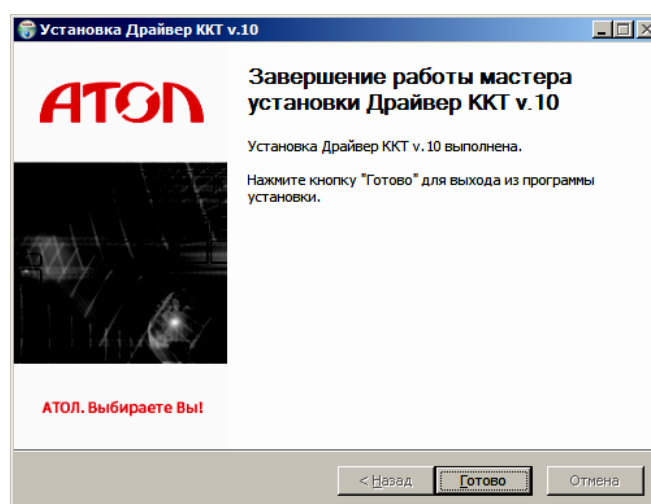 Установка Драйвер ККТ v.10
АТОЛ
Завершение работы мастера
установки Драйвер ККТ v.10
Установка Драйвер ККТ v.10 выполнена.
Нажмите кнопку "Готово" для выхода из программы
установки.
АТОЛ. Выбираете Вы!
< Назад
Готово
Отмена